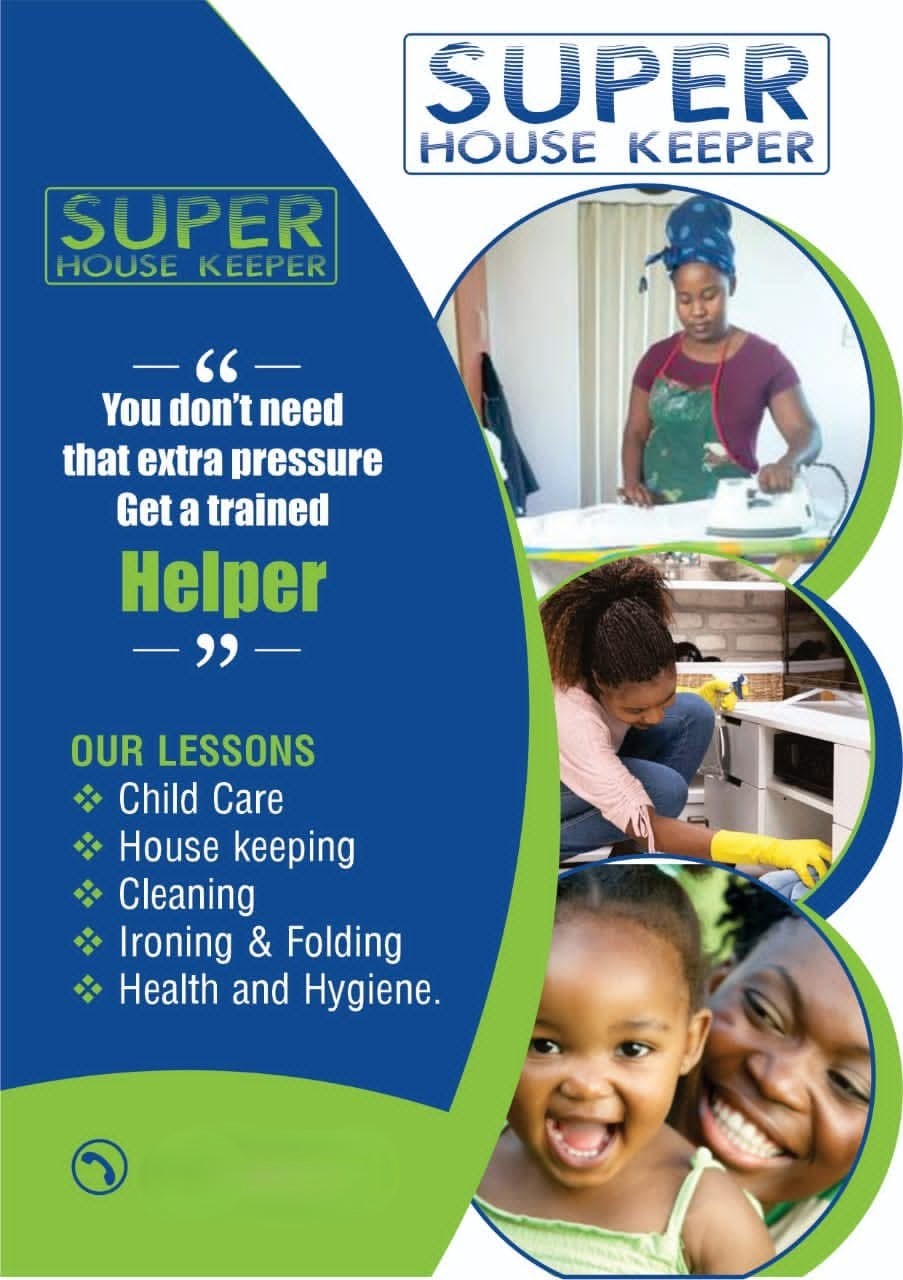 SUPER
HOUSE KEEPER
SUPER
HOUSE KEEPER
“
You don't need
that extra pressure
Get a trained
Helper
”
OUR LESSONS
❖ Child Care
❖ House keeping
❖ Cleaning
❖ Ironing & Folding
❖ Health and Hygiene.